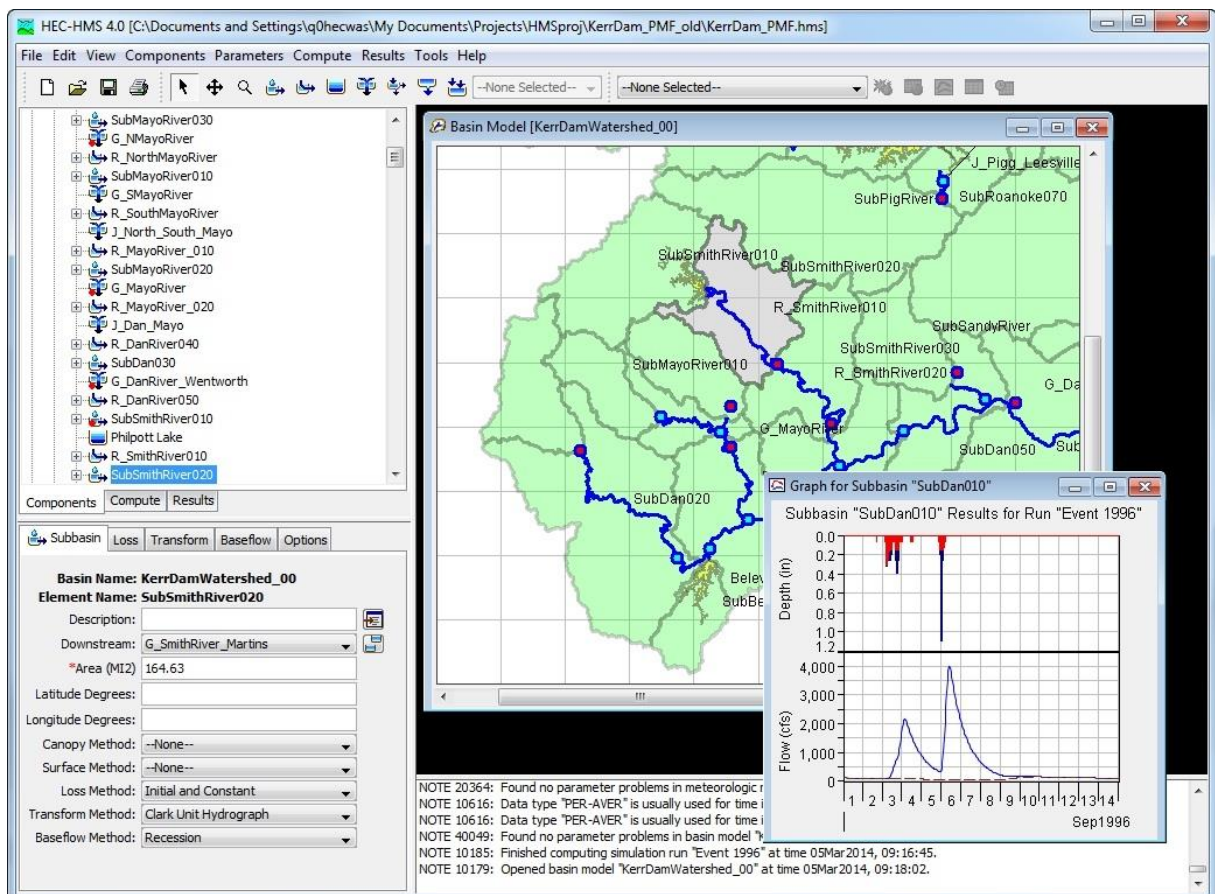 HEC-HMS 4.0 [C:\Documents and Settings\q0hecwas\My Documents\Projects\HMSproj\KerrDam_PMF_old\KerrDam_PMF.hms]
File Edit View Components Parameters Compute Results Tools Help
--None Selected-- --None Selected--
SubMayoRiver030
G_NMayoRiver
R_NorthMayoRiver
SubMayoRiver010
G_SMayoRiver
R_SouthMayoRiver
J_North_South_Mayo
R_MayoRiver_010
SubMayoRiver020
G_MayoRiver
R_MayoRiver_020
J_Dan_Mayo
R_DanRiver040
SubDan030
G_DanRiver_Wentworth
R_DanRiver050
SubSmithRiver010
Philpott Lake
R_SmithRiver010
SubSmithRiver020
Components Compute Results
Subbasin Loss Transform Baseflow Options
Basin Name: KerrDamWatershed_00
Element Name: SubSmithRiver020
Description:
Downstream: G_SmithRiver_Martins
*Area (MI2) 164.63
Latitude Degrees:
Longitude Degrees:
Canopy Method: --None--
Surface Method: --None--
Loss Method: Initial and Constant
Transform Method: Clark Unit Hydrograph
Baseflow Method: Recession
Basin Model [KerrDamWatershed_00]
J_Pigg_Leesville
SubPigRiver SubRoanoke070
SubSmithRiver010
SubSmithRiver020
R_SmithRiver010
SubSandyRiver
SubSmithRiver030
SubMayoRiver010
R_SmithRiver020
G_Da
G_MayoRiver
SubDan050 Sub
SubDan020
Belev
SubBe
Graph for Subbasin "SubDan010"
Subbasin "SubDan010" Results for Run "Event 1996"
Depth (in)
0.0
0.2
0.4
0.6
0.8
1.0
1.2
Flow (cfs)
4,000
3,000
2,000
1,000
0
1 2 3 4 5 6 7 8 9 10 11 12 13 14
Sep1996
NOTE 20364: Found no parameter problems in meteorologic
NOTE 10616: Data type "PER-AVER" is usually used for time i
NOTE 10616: Data type "PER-AVER" is usually used for time i
NOTE 40049: Found no parameter problems in basin model "K
NOTE 10185: Finished computing simulation run "Event 1996" at time 05Mar2014, 09:16:45.
NOTE 10179: Opened basin model "KerrDamWatershed_00" at time 05Mar2014, 09:18:02.